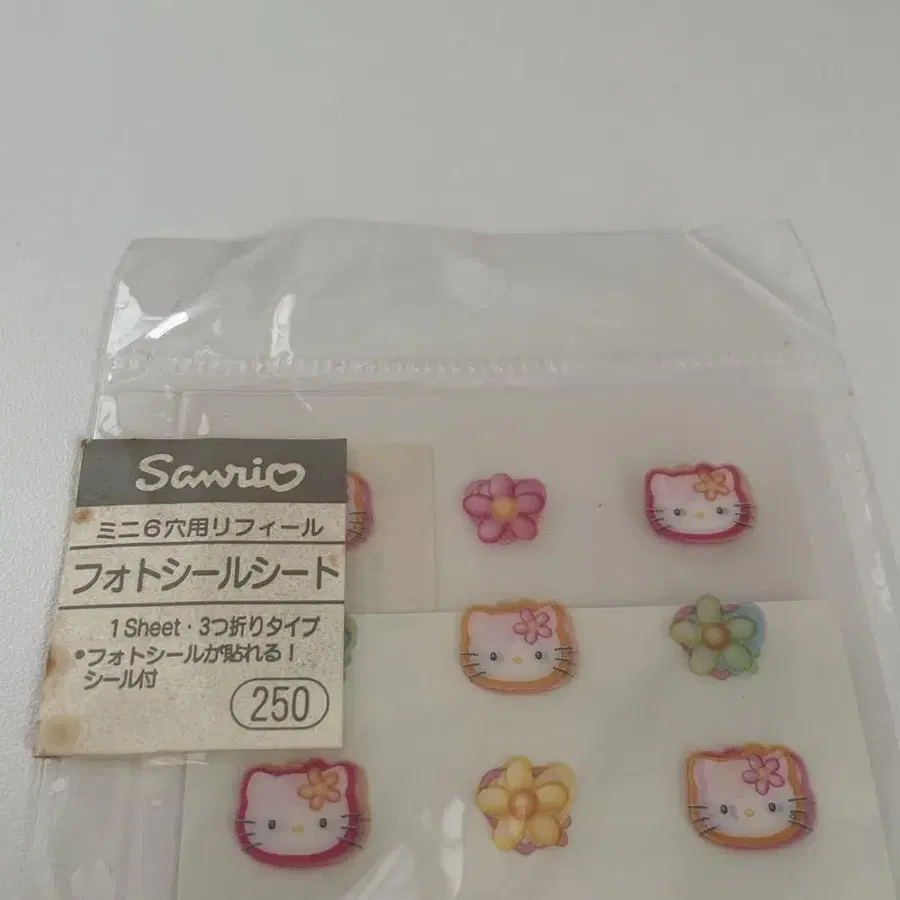 Sanrio
ミニ6穴用リフィール
フォトシールシート
1Sheet・3つ折りタイプ
•フォトシールが貼れる!
シール付
250